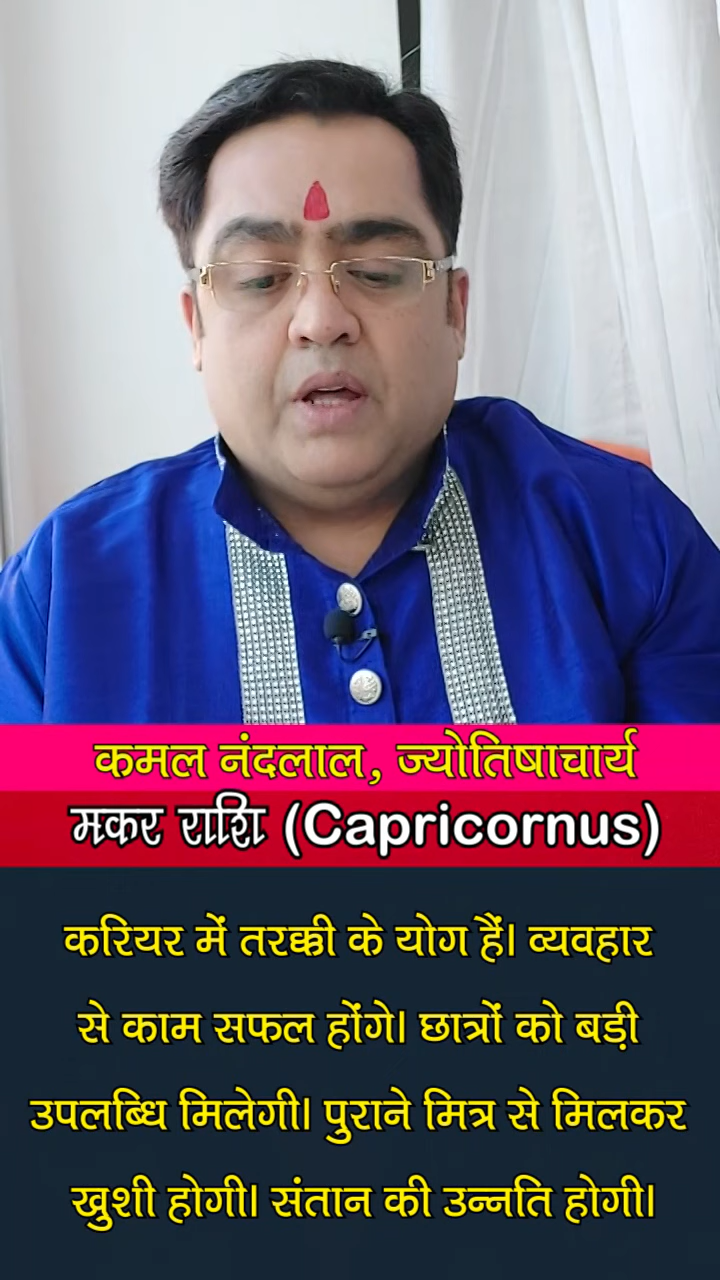 कमल नंदलाल, ज्योतिषाचार्य
मकर राशि (Capricornus)
करियर में तरक्की के योग हैं। व्यवहार
से काम सफल होंगे। छात्रों को बड़ी
उपलब्धि मिलेगी। पुराने मित्र से मिलकर
खुशी होगी। संतान की उन्नति होगी।